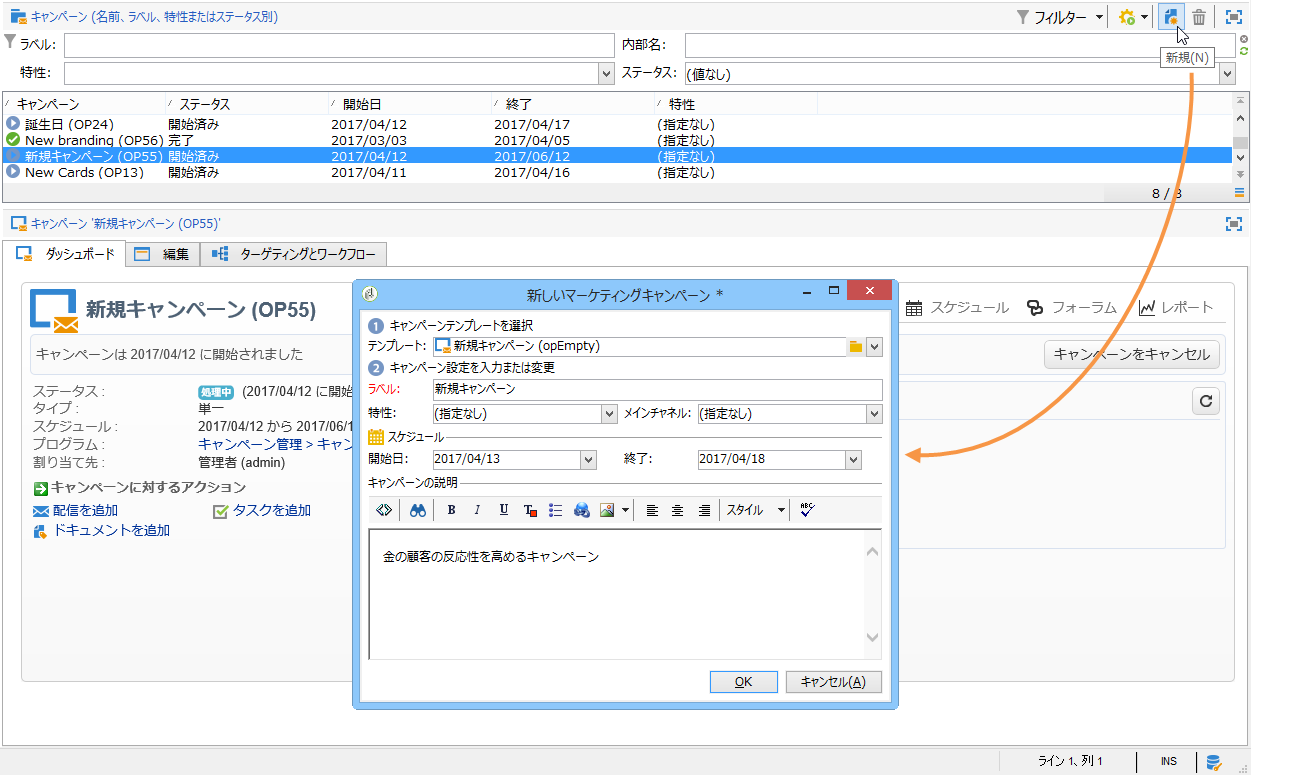 キャンペーン (名前、ラベル、特性またはステータス別)
フィルター
ラベル:
内部名:
新規(N)
特性:
ステータス: (値なし)
キャンペーン ステータス 開始日 終了 特性
誕生日 (OP24) 開始済み 2017/04/12 2017/04/17 (指定なし)
New branding (OP56) 完了 2017/03/03 2017/04/05 (指定なし)
新規キャンペーン (OP55) 開始済み 2017/04/12 2017/06/12 (指定なし)
New Cards (OP13) 開始済み 2017/04/11 2017/04/16 (指定なし)
8 / 8
キャンペーン '新規キャンペーン (OP55)'
ダッシュボード 編集 ターゲティングとワークフロー
新規キャンペーン (OP55)
スケジュール フォーラム レポート
キャンペーンは 2017/04/12 に開始されました
キャンペーンをキャンセル
ステータス : 処理中 (2017/04/12 に開始
タイプ : 単一
スケジュール : 2017/04/12 から 2017/06/1
プログラム : キャンペーン管理 > キャン
割り当て先 : 管理者 (admin)
キャンペーンに対するアクション
配信を追加 タスクを追加
ドキュメントを追加
新しいマーケティングキャンペーン *
1 キャンペーンテンプレートを選択
テンプレート: 新規キャンペーン (opEmpty)
2 キャンペーン設定を入力または変更
ラベル: 新規キャンペーン
特性: (指定なし) メインチャネル: (指定なし)
スケジュール
開始日: 2017/04/13 終了: 2017/04/18
キャンペーンの説明
B I U T スタイル ABC
金の顧客の反応性を高めるキャンペーン
OK キャンセル(A)
ライン 1、列 1 INS